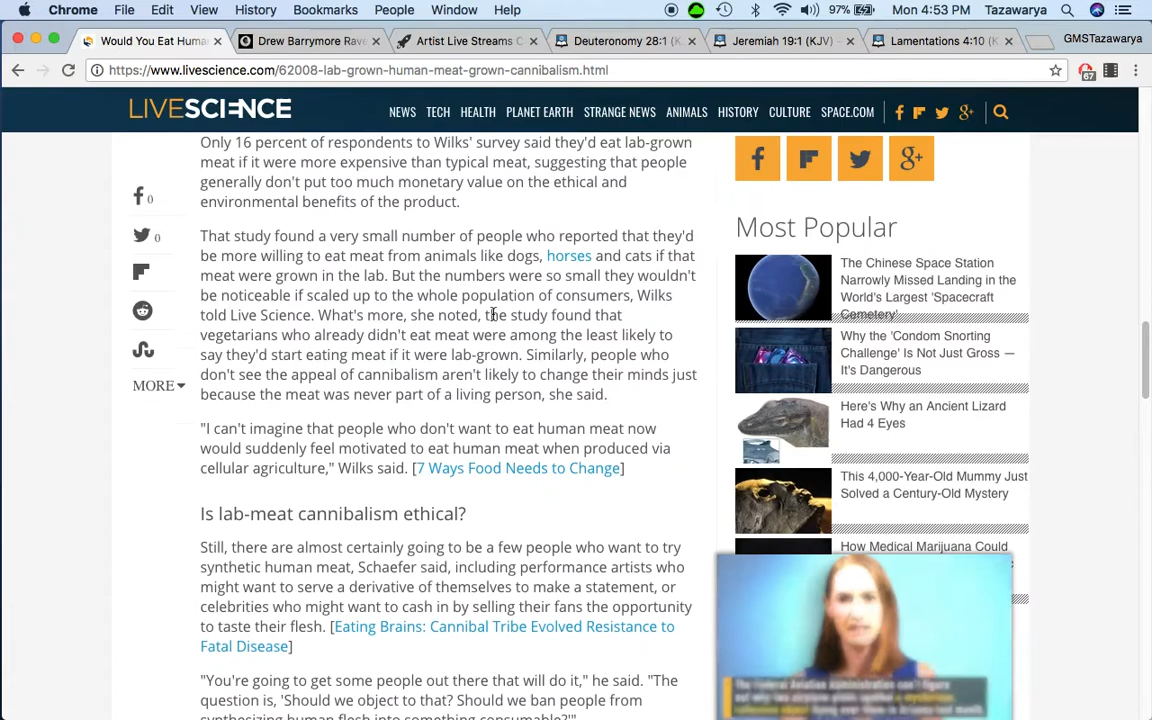 Chrome File Edit View History Bookmarks People Window Help 97% Mon 4:53 PM Tazawarya
Would You Eat Huma
Drew Barrymore Rave
Artist Live Streams C
Deuteronomy 28:1 (KJ
Jeremiah 19:1 (KJV) –
Lamentations 4:10 (K
GMSTazawarya
https://www.livescience.com/62008-lab-grown-human-meat-grown-cannibalism.html
67
LIVESCIENCE
NEWS TECH HEALTH PLANET EARTH STRANGE NEWS ANIMALS HISTORY CULTURE SPACE.COM
0
0
MORE
Only 16 percent of respondents to Wilks' survey said they'd eat lab-grown
meat if it were more expensive than typical meat, suggesting that people
generally don't put too much monetary value on the ethical and
environmental benefits of the product.
That study found a very small number of people who reported that they'd
be more willing to eat meat from animals like dogs, horses and cats if that
meat were grown in the lab. But the numbers were so small they wouldn't
be noticeable if scaled up to the whole population of consumers, Wilks
told Live Science. What's more, she noted, the study found that
vegetarians who already didn't eat meat were among the least likely to
say they'd start eating meat if it were lab-grown. Similarly, people who
don't see the appeal of cannibalism aren't likely to change their minds just
because the meat was never part of a living person, she said.
"I can't imagine that people who don't want to eat human meat now
would suddenly feel motivated to eat human meat when produced via
cellular agriculture," Wilks said. [7 Ways Food Needs to Change]
Is lab-meat cannibalism ethical?
Still, there are almost certainly going to be a few people who want to try
synthetic human meat, Schaefer said, including performance artists who
might want to serve a derivative of themselves to make a statement, or
celebrities who might want to cash in by selling their fans the opportunity
to taste their flesh. [Eating Brains: Cannibal Tribe Evolved Resistance to
Fatal Disease]
"You're going to get some people out there that will do it," he said. "The
question is, 'Should we object to that? Should we ban people from
synthesizing human flesh into something consumable?'"
Most Popular
The Chinese Space Station
Narrowly Missed Landing in the
World's Largest 'Spacecraft
Cemetery'
Why the 'Condom Snorting
Challenge' Is Not Just Gross —
It's Dangerous
Here's Why an Ancient Lizard
Had 4 Eyes
This 4,000-Year-Old Mummy Just
Solved a Century-Old Mystery
How Medical Marijuana Could